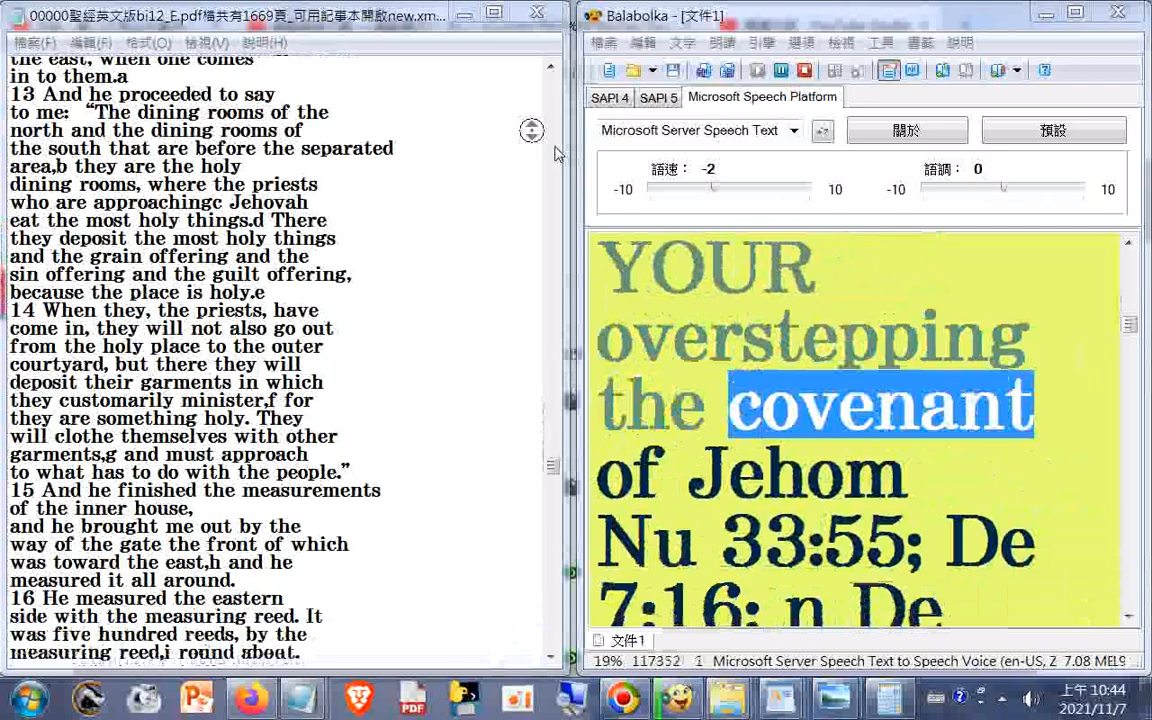 00000聖經英文版bi12_E.pdf檔共有1669頁_可用記事本開啟new.xm...
檔案(F) 編輯(E) 格式(O) 檢視(V) 說明(H)
the east, when one comes
in to them.a
13 And he proceeded to say
to me: “The dining rooms of the
north and the dining rooms of
the south that are before the separated
area,b they are the holy
dining rooms, where the priests
who are approachingc Jehovah
eat the most holy things.d There
they deposit the most holy things
and the grain offering and the
sin offering and the guilt offering,
because the place is holy.e
14 When they, the priests, have
come in, they will not also go out
from the holy place to the outer
courtyard, but there they will
deposit their garments in which
they customarily minister,f for
they are something holy. They
will clothe themselves with other
garments,g and must approach
to what has to do with the people.”
15 And he finished the measurements
of the inner house,
and he brought me out by the
way of the gate the front of which
was toward the east,h and he
measured it all around.
16 He measured the eastern
side with the measuring reed. It
was five hundred reeds, by the
measuring reed,i round about.
Balabolka - [文件1]
檔案 編輯 文字 朗讀 引擎 選項 檢視 工具 書籤 說明
SAPI 4 SAPI 5 Microsoft Speech Platform
Microsoft Server Speech Text 關於 預設
語速： -2 語調： 0
-10 10 -10 10
YOUR
overstepping
the covenant
of Jehom
Nu 33:55; De
7:16; n De
文件1
19% 117352 1 Microsoft Server Speech Text to Speech Voice (en-US, Z 7.08 ME
PDF
上午 10:44
2021/11/7